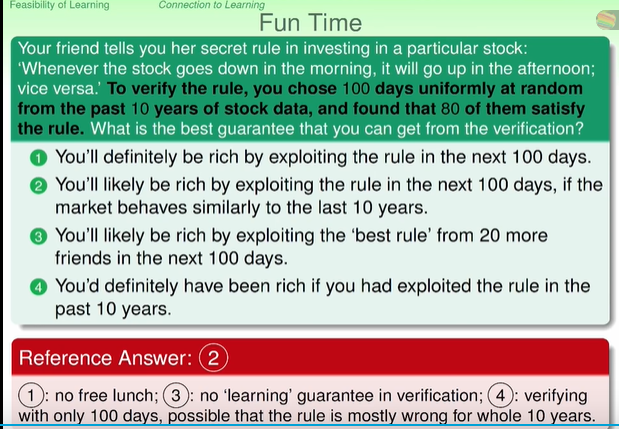 Feasibility of Learning
Connection to Learning
Fun Time
Your friend tells you her secret rule in investing in a particular stock:
‘Whenever the stock goes down in the morning, it will go up in the afternoon;
vice versa.’ To verify the rule, you chose 100 days uniformly at random
from the past 10 years of stock data, and found that 80 of them satisfy
the rule. What is the best guarantee that you can get from the verification?
1 You’ll definitely be rich by exploiting the rule in the next 100 days.
2 You’ll likely be rich by exploiting the rule in the next 100 days, if the
market behaves similarly to the last 10 years.
3 You’ll likely be rich by exploiting the ‘best rule’ from 20 more
friends in the next 100 days.
4 You’d definitely have been rich if you had exploited the rule in the
past 10 years.
Reference Answer: 2
1: no free lunch; 3: no ‘learning’ guarantee in verification; 4: verifying
with only 100 days, possible that the rule is mostly wrong for whole 10 years.